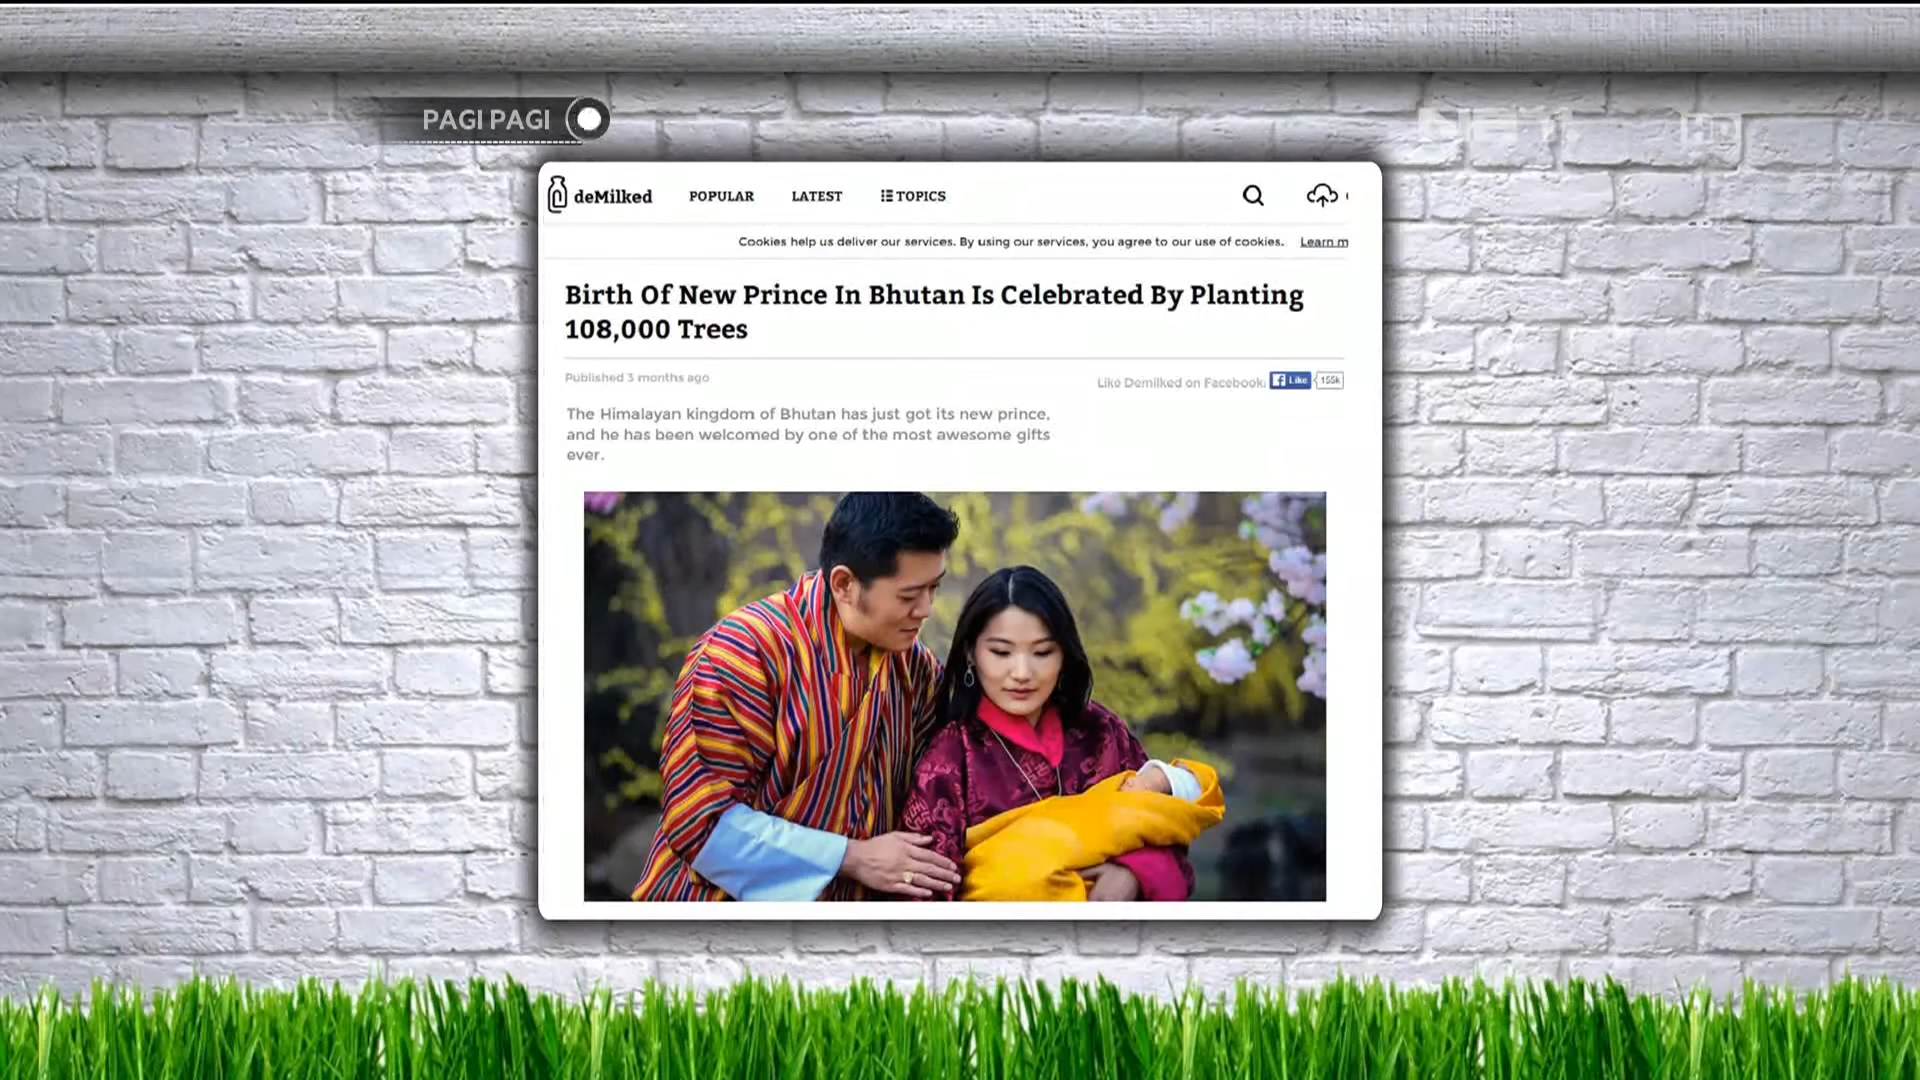 PAGI PAGI
HD
deMilked
POPULAR
LATEST
TOPICS
Cookies help us deliver our services. By using our services, you agree to our use of cookies. Learn m
Birth Of New Prince In Bhutan Is Celebrated By Planting
108,000 Trees
Published 3 months ago
Like Demilked on Facebook:
Like
155k
The Himalayan kingdom of Bhutan has just got its new prince,
and he has been welcomed by one of the most awesome gifts
ever.